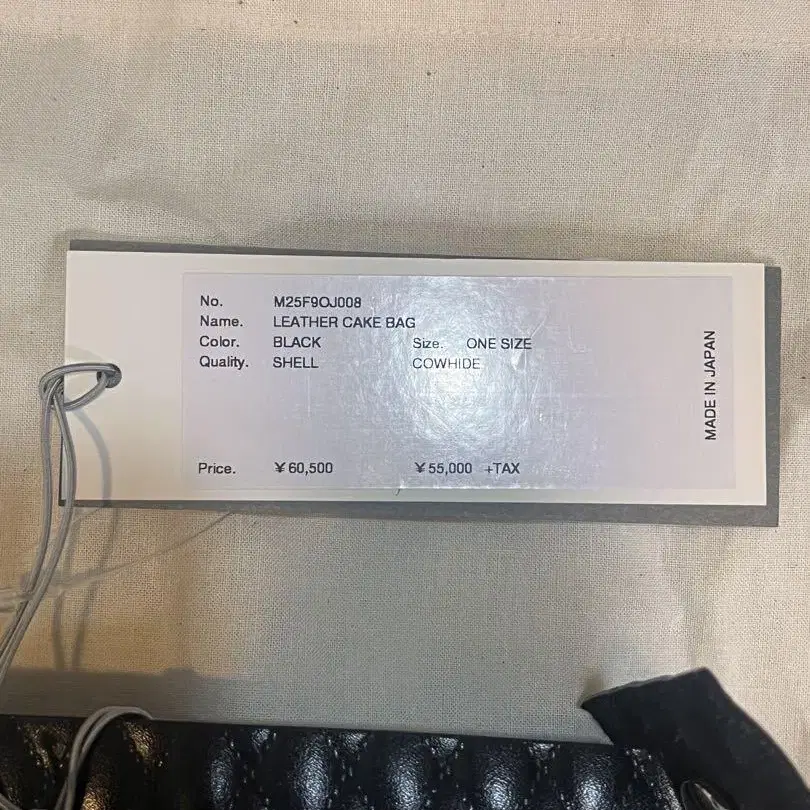 No. M25F9OJ008
Name. LEATHER CAKE BAG
Color. BLACK Size. ONE SIZE
Quality. SHELL COWHIDE
Price. ¥60,500 ¥55,000 +TAX
MADE IN JAPAN